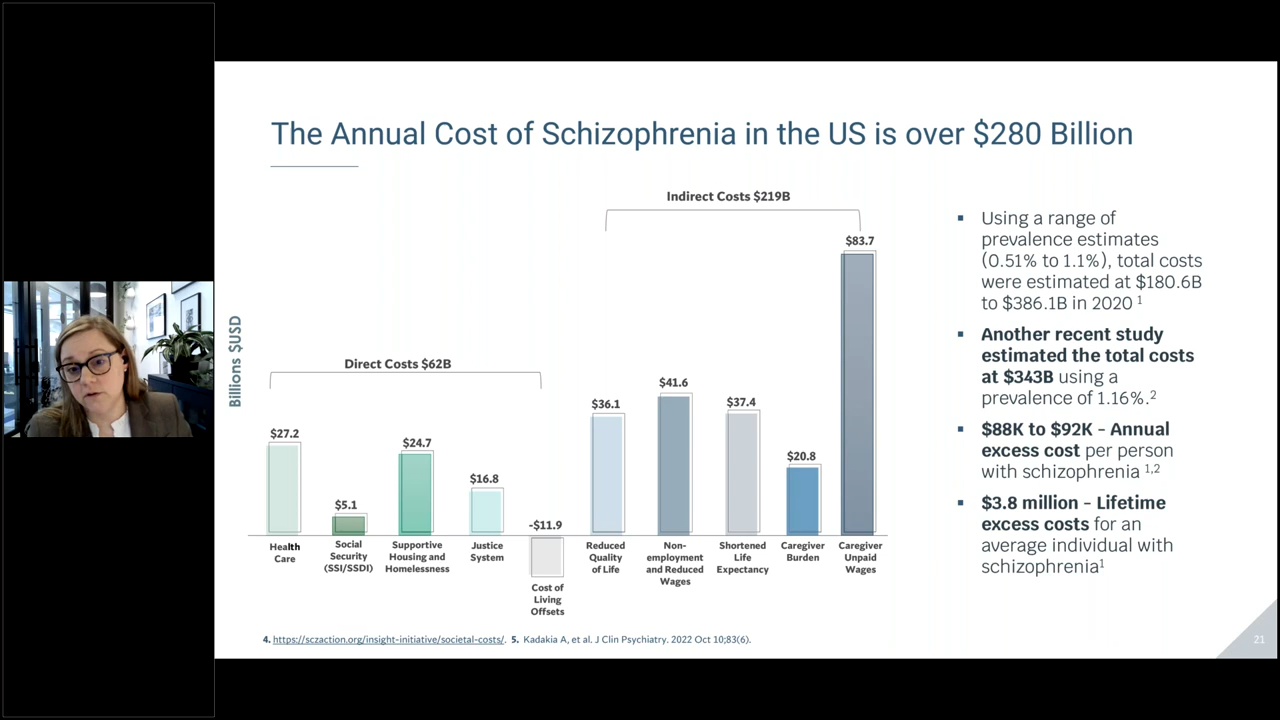 The Annual Cost of Schizophrenia in the US is over $280 Billion
Indirect Costs $219B
$83.7
Direct Costs $62B
$41.6
$36.1
$37.4
$27.2
$24.7
$20.8
$16.8
$5.1
-$11.9
Billions $USD
Health
Care
Social
Security
(SSI/SSDI)
Supportive
Housing and
Homelessness
Justice
System
Cost of
Living
Offsets
Reduced
Quality
of Life
Non-
employment
and Reduced
Wages
Shortened
Life
Expectancy
Caregiver
Burden
Caregiver
Unpaid
Wages
▪ Using a range of
prevalence estimates
(0.51% to 1.1%), total costs
were estimated at $180.6B
to $386.1B in 2020 1
▪ Another recent study
estimated the total costs
at $343B using a
prevalence of 1.16%.2
▪ $88K to $92K – Annual
excess cost per person
with schizophrenia 1,2
▪ $3.8 million – Lifetime
excess costs for an
average individual with
schizophrenia1
4. https://sczaction.org/insight-initiative/societal-costs/. 5. Kadakia A, et al. J Clin Psychiatry. 2022 Oct 10;83(6).
21